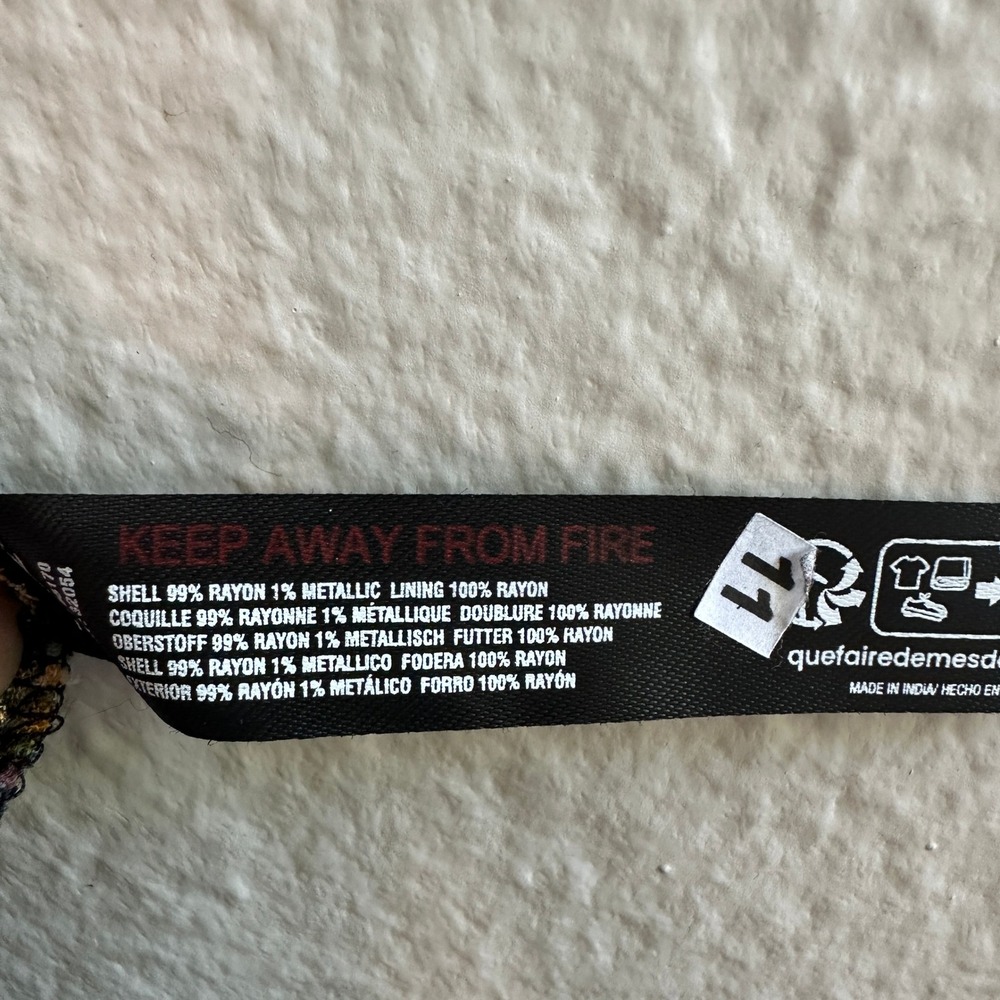 KEEP AWAY FROM FIRE
SHELL 99% RAYON 1% METALLIC LINING 100% RAYON
COQUILLE 99% RAYONNE 1% MÉTALLIQUE DOUBLURE 100% RAYONNE
OBERSTOFF 99% RAYON 1% METALLISCH FUTTER 100% RAYON
SHELL 99% RAYON 1% METALLICO FODERA 100% RAYON
EXTERIOR 99% RAYÓN 1% METÁLICO FORRO 100% RAYÓN
11
quefairedemesd
MADE IN INDIA/ HECHO EN